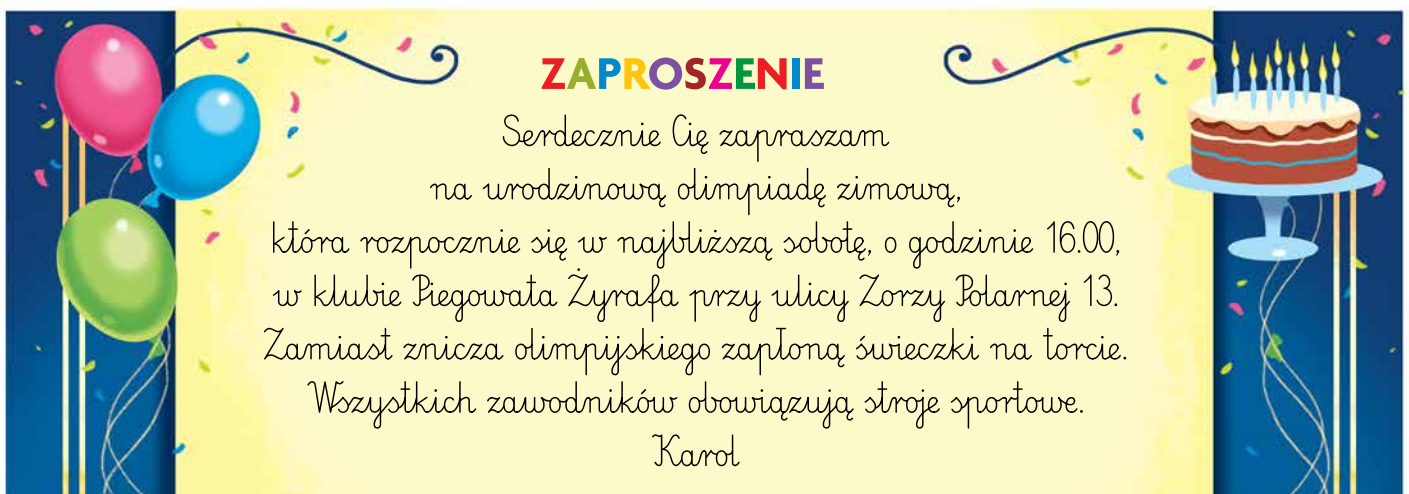 ZAPROSZENIE
Serdecznie Cię zapraszam
na urodzinową olimpiadę zimową,
która rozpocznie się w najbliższą sobotę, o godzinie 16.00,
w klubie Piegowata Żyrafa przy ulicy Zorzy Polarnej 13.
Zamiast znicza olimpijskiego zapłoną świeczki na torcie.
Wszystkich zawodników obowiązują stroje sportowe.
Karol